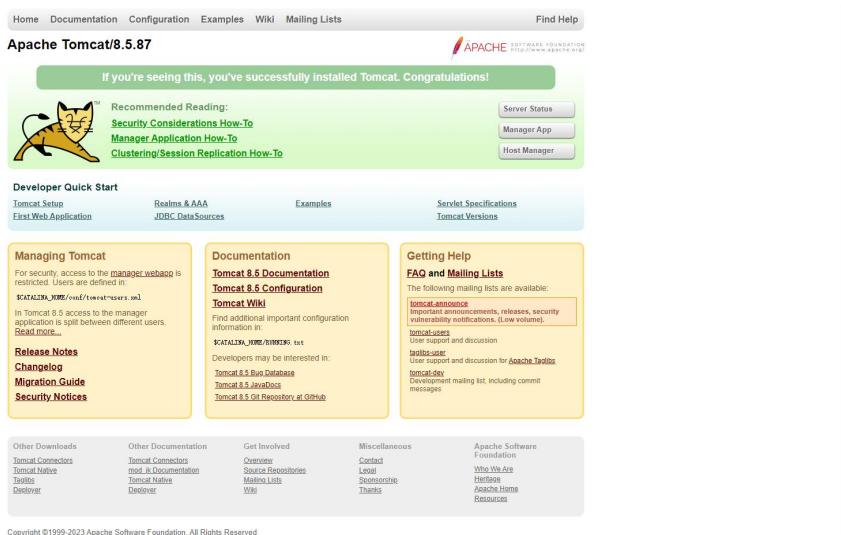 Home Documentation Configuration Examples Wiki Mailing Lists Find Help
Apache Tomcat/8.5.87
APACHE SOFTWARE FOUNDATION
http://www.apache.org/
If you're seeing this, you've successfully installed Tomcat. Congratulations!
TM
Recommended Reading:
Security Considerations How-To
Manager Application How-To
Clustering/Session Replication How-To
Server Status
Manager App
Host Manager
Developer Quick Start
Tomcat Setup
First Web Application
Realms & AAA
JDBC DataSources
Examples
Servlet Specifications
Tomcat Versions
Managing Tomcat
For security, access to the manager webapp is
restricted. Users are defined in:
$CATALINA_HOME/conf/tomcat-users.xml
In Tomcat 8.5 access to the manager
application is split between different users.
Read more...
Release Notes
Changelog
Migration Guide
Security Notices
Documentation
Tomcat 8.5 Documentation
Tomcat 8.5 Configuration
Tomcat Wiki
Find additional important configuration
information in:
$CATALINA_HOME/RUNNING.txt
Developers may be interested in:
Tomcat 8.5 Bug Database
Tomcat 8.5 JavaDocs
Tomcat 8.5 Git Repository at GitHub
Getting Help
FAQ and Mailing Lists
The following mailing lists are available:
tomcat-announce
Important announcements, releases, security
vulnerability notifications. (Low volume).
tomcat-users
User support and discussion
taglibs-user
User support and discussion for Apache Taglibs
tomcat-dev
Development mailing list, including commit
messages
Other Downloads
Tomcat Connectors
Tomcat Native
Taglibs
Deployer
Other Documentation
Tomcat Connectors
mod_jk Documentation
Tomcat Native
Deployer
Get Involved
Overview
Source Repositories
Mailing Lists
Wiki
Miscellaneous
Contact
Legal
Sponsorship
Thanks
Apache Software
Foundation
Who We Are
Heritage
Apache Home
Resources
Copyright ©1999-2023 Apache Software Foundation. All Rights Reserved